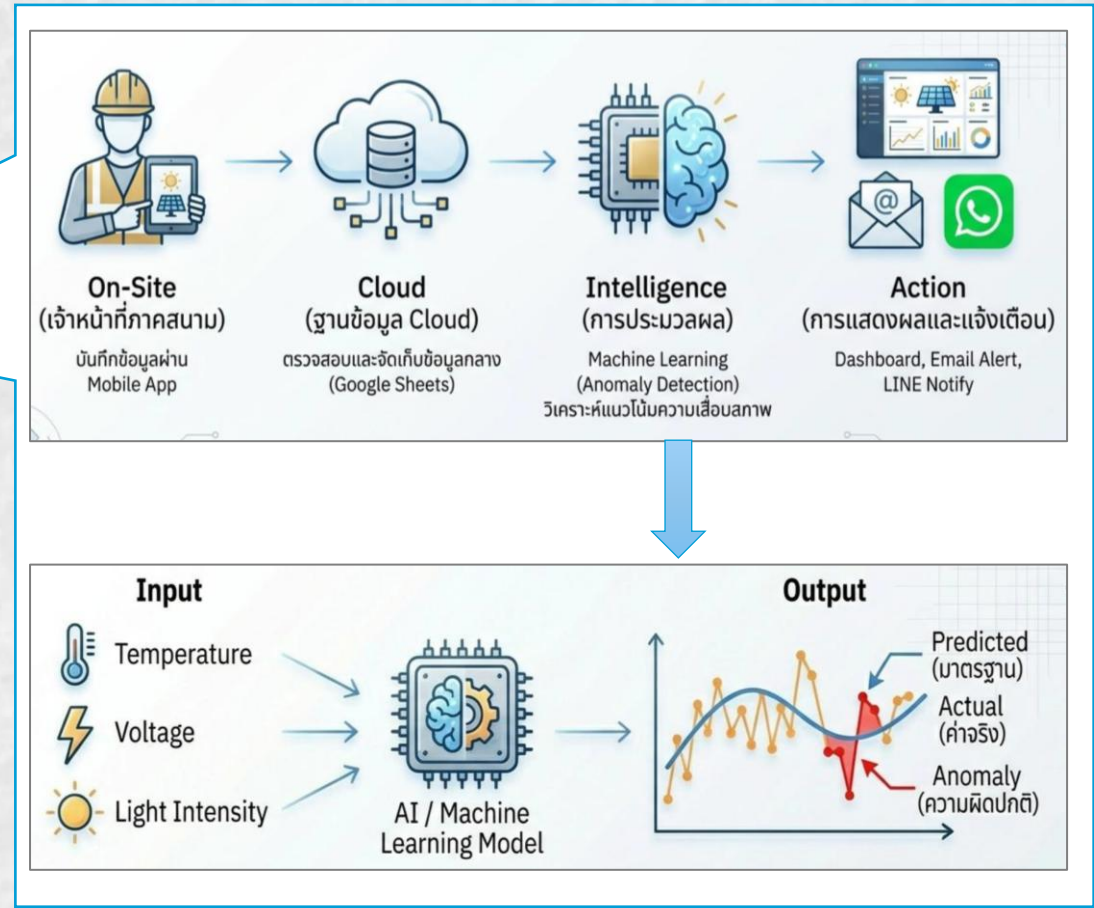 On-Site
(เจ้าหน้าที่ภาคสนาม)
บันทึกข้อมูลผ่าน
Mobile App
Cloud
(ฐานข้อมูล Cloud)
ตรวจสอบและจัดเก็บข้อมูลกลาง
(Google Sheets)
Intelligence
(การประมวลผล)
Machine Learning
(Anomaly Detection)
วิเคราะห์แนวโน้มความเสื่อบสภาพ
@
Action
(การแสดงผลและแจ้งเตือน)
Dashboard, Email Alert,
LINE Notify
Input
Temperature
Voltage
Light Intensity
AI / Machine
Learning Model
Output
Predicted
(มาตรฐาน)
Actual
(ค่าจริง)
Anomaly
(ความผิดปกติ)